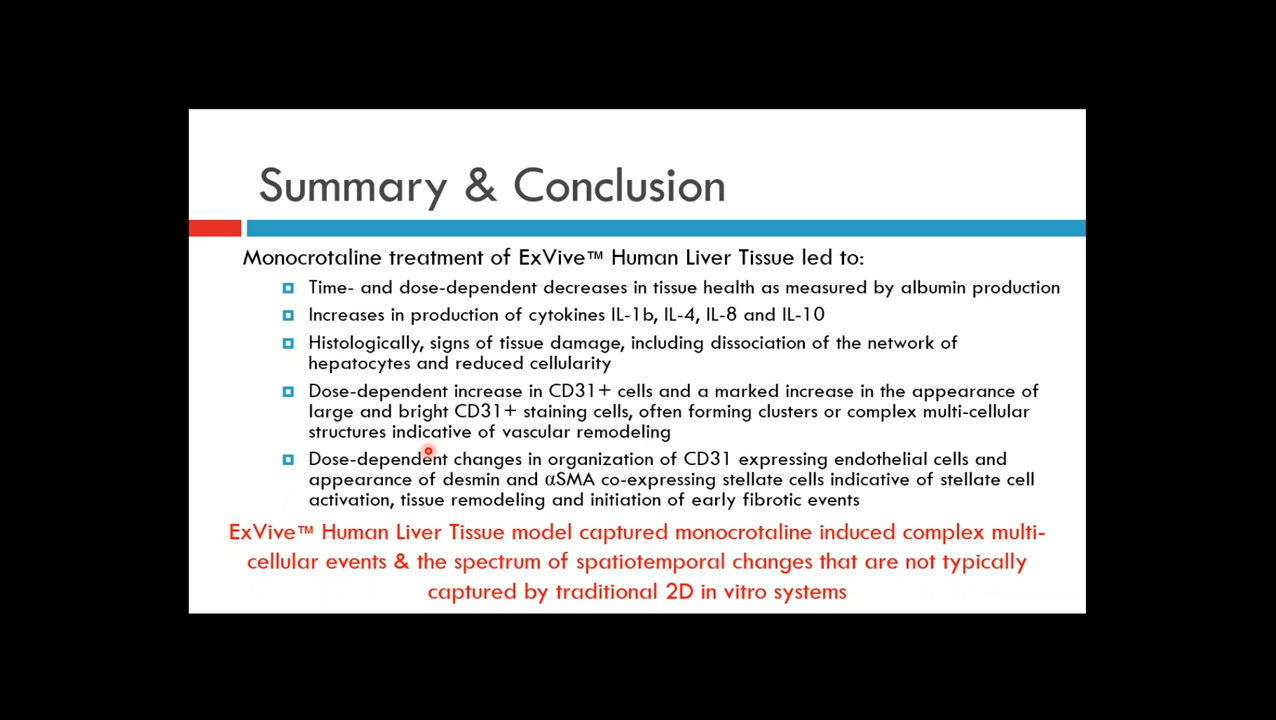 Summary & Conclusion
Monocrotaline treatment of ExVive™ Human Liver Tissue led to:
Time- and dose-dependent decreases in tissue health as measured by albumin production
Increases in production of cytokines IL-1b, IL-4, IL-8 and IL-10
Histologically, signs of tissue damage, including dissociation of the network of
hepatocytes and reduced cellularity
Dose-dependent increase in CD31+ cells and a marked increase in the appearance of
large and bright CD31+ staining cells, often forming clusters or complex multi-cellular
structures indicative of vascular remodeling
Dose-dependent changes in organization of CD31 expressing endothelial cells and
appearance of desmin and αSMA co-expressing stellate cells indicative of stellate cell
activation, tissue remodeling and initiation of early fibrotic events
ExVive™ Human Liver Tissue model captured monocrotaline induced complex multi-
cellular events & the spectrum of spatiotemporal changes that are not typically
captured by traditional 2D in vitro systems